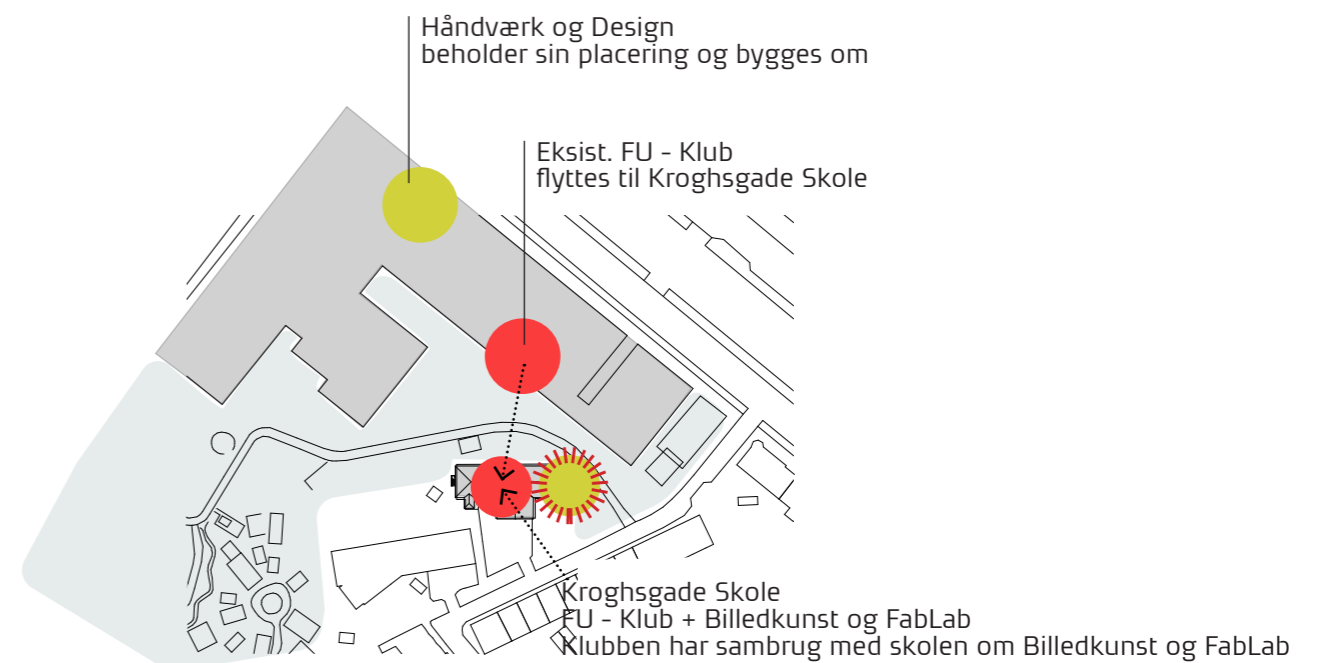 Håndværk og Design
beholder sin placering og bygges om
Eksist. FU - Klub
flyttes til Kroghsgade Skole
Kroghsgade Skole
FU - Klub + Billedkunst og FabLab
Klubben har sambrug med skolen om Billedkunst og FabLab